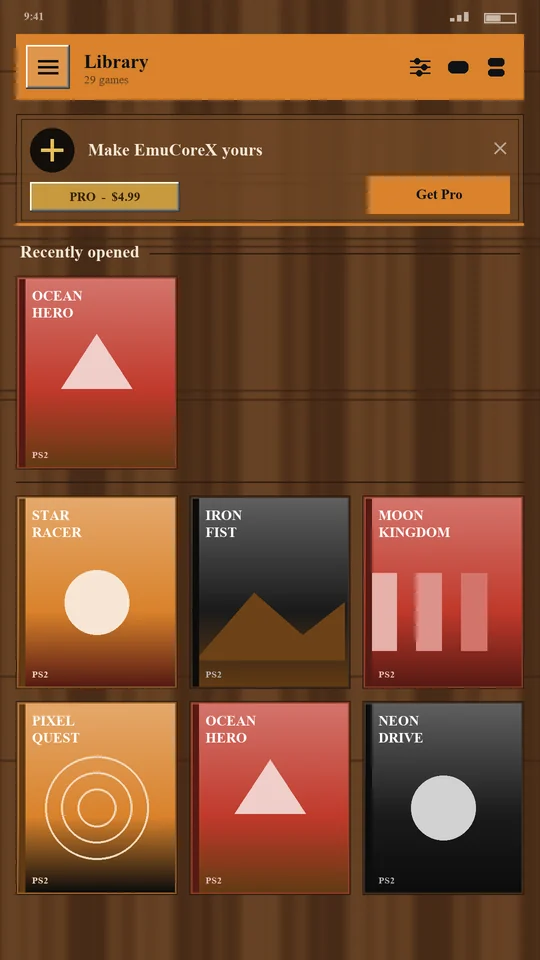 9:41
Library
29 games
Make EmuCoreX yours
PRO - $4.99
Get Pro
Recently opened
OCEAN
HERO
PS2
STAR
RACER
PS2
IRON
FIST
PS2
MOON
KINGDOM
PS2
PIXEL
QUEST
PS2
OCEAN
HERO
PS2
NEON
DRIVE
PS2